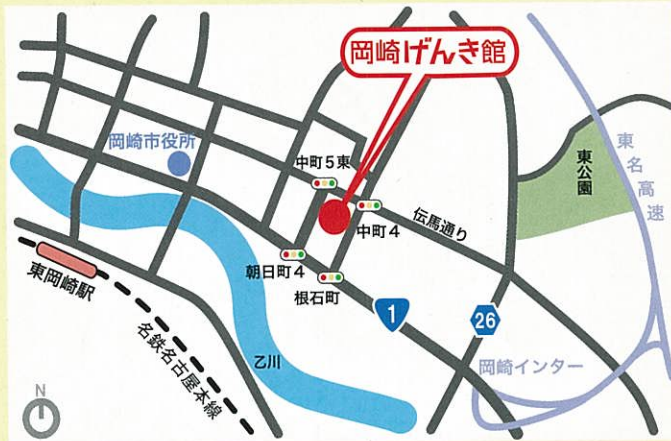 岡崎げんき館
岡崎市役所
中町5東
中町4
伝馬通り
東公園
東名高速
朝日町4
根石町
東岡崎駅
名鉄名古屋本線
乙川
1
26
岡崎インター
N